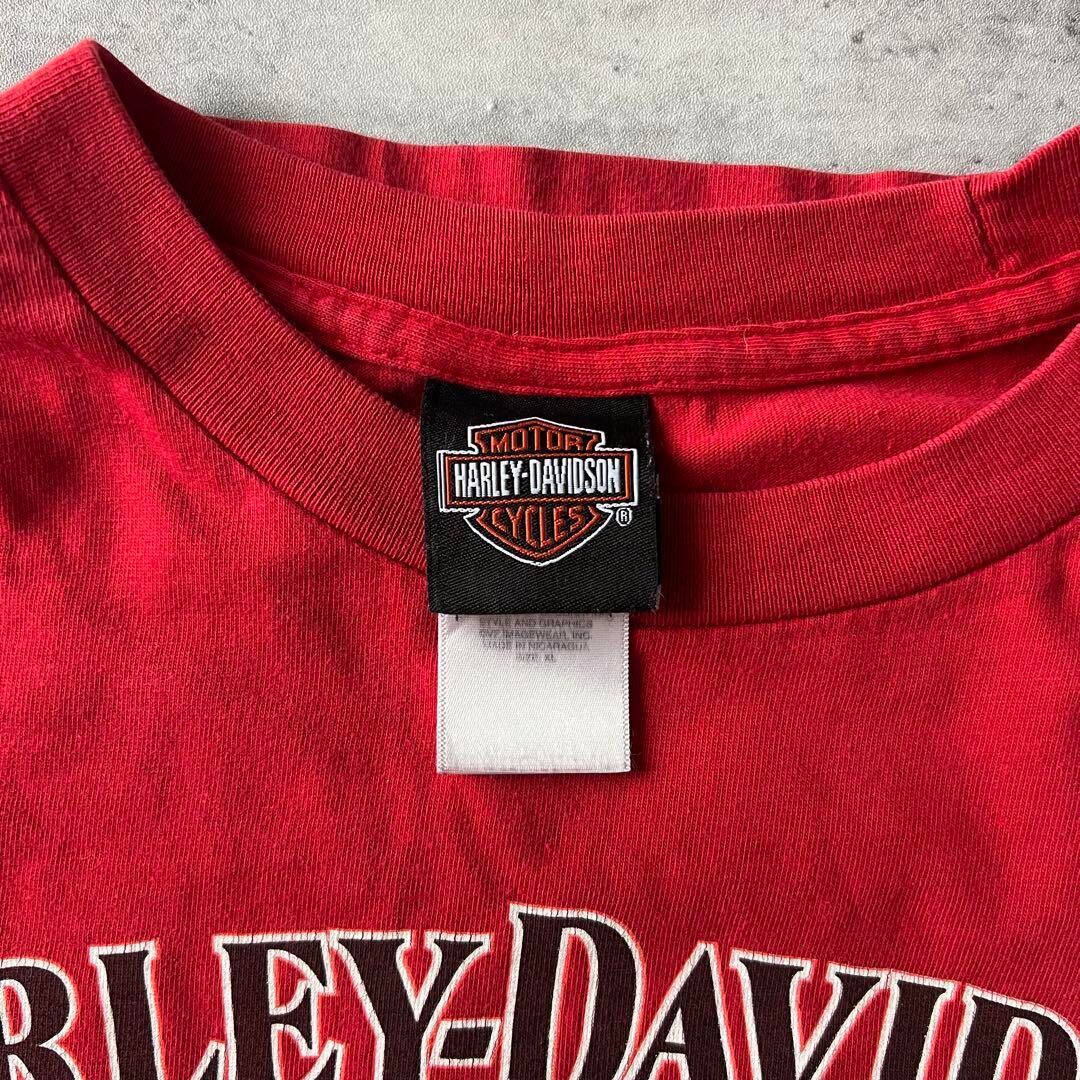 MOTOR
HARLEY-DAVIDSON
CYCLES
®
STYLE AND GRAPHICS
IMAGEWEAR, INC.
MADE IN NICARAGUA
SIZE: XL
RLEY-DAVID